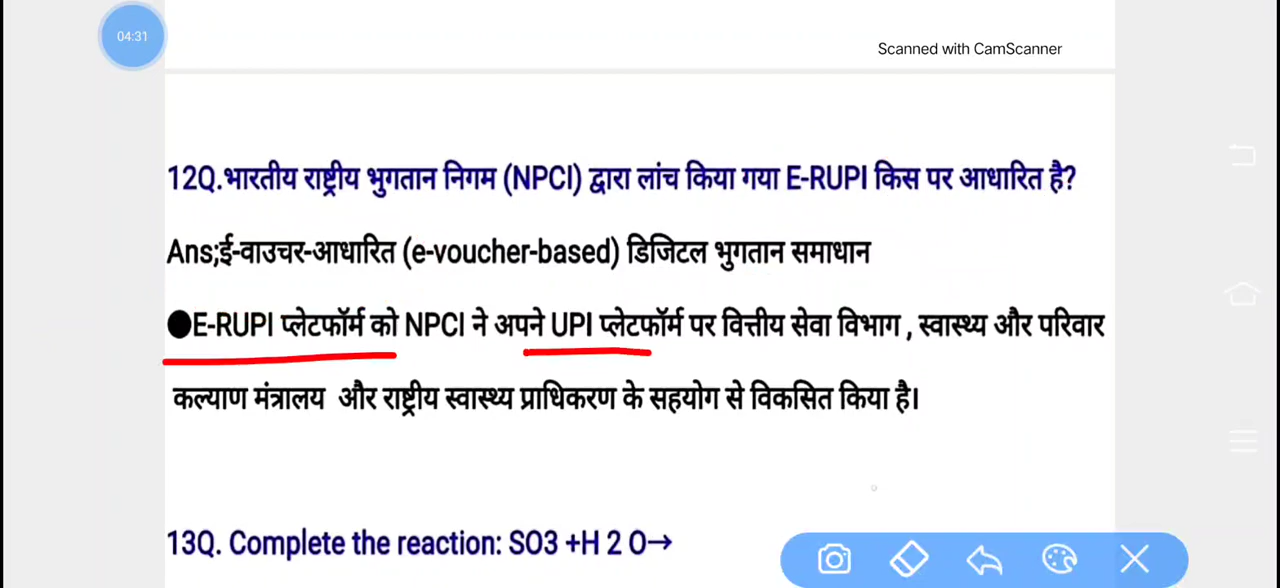 04:31
Scanned with CamScanner
12Q.भारतीय राष्ट्रीय भुगतान निगम (NPCI) द्वारा लांच किया गया E-RUPI किस पर आधारित है?
Ans;ई-वाउचर-आधारित (e-voucher-based) डिजिटल भुगतान समाधान
●E-RUPI प्लेटफॉर्म को NPCI ने अपने UPI प्लेटफॉर्म पर वित्तीय सेवा विभाग , स्वास्थ्य और परिवार
कल्याण मंत्रालय और राष्ट्रीय स्वास्थ्य प्राधिकरण के सहयोग से विकसित किया है।
13Q. Complete the reaction: SO3 +H 2 O→